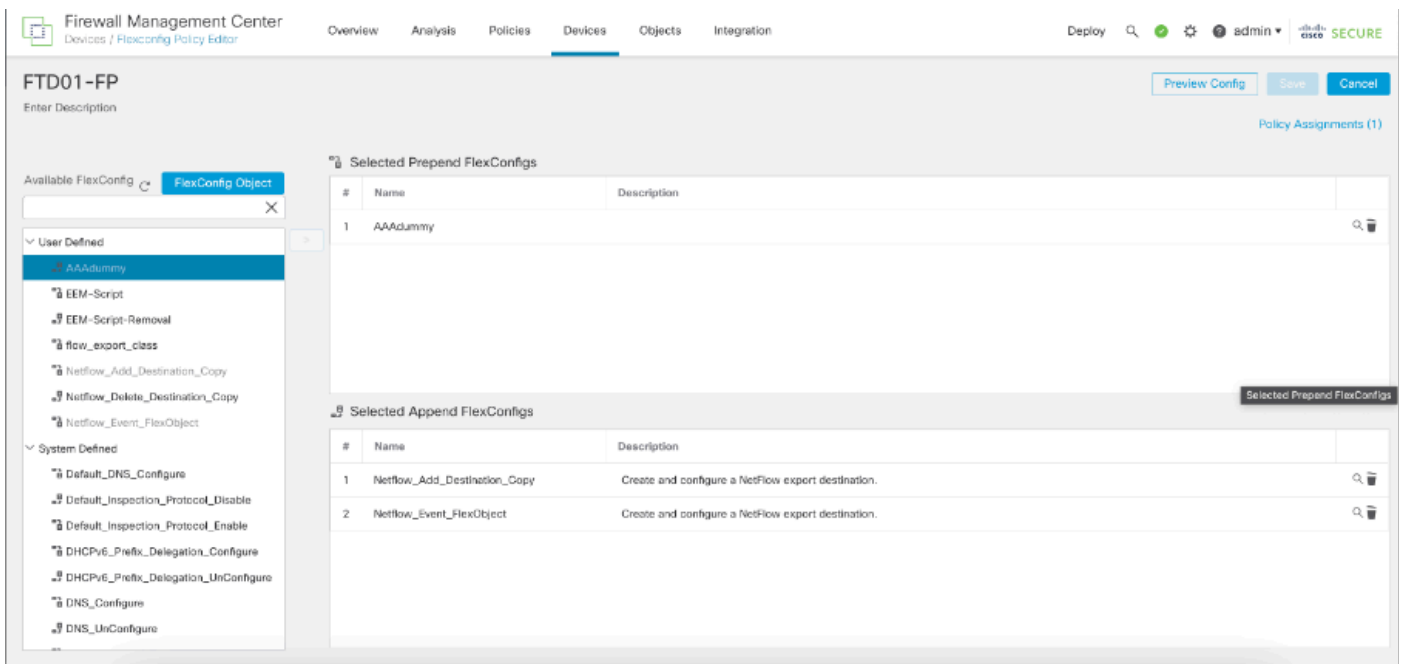 Firewall Management Center
Devices / Flexconfig Policy Editor
Overview Analysis Policies Devices Objects Integration
Deploy admin
cisco SECURE
FTD01-FP
Enter Description
Preview Config Save Cancel
Policy Assignments (1)
Available FlexConfig FlexConfig Object
User Defined
AAAdummy
EEM-Script
EEM-Script-Removal
flow_export_class
Netflow_Add_Destination_Copy
Netflow_Delete_Destination_Copy
Netflow_Event_FlexObject
System Defined
Default_DNS_Configure
Default_Inspection_Protocol_Disable
Default_Inspection_Protocol_Enable
DHCPv6_Prefix_Delegation_Configure
DHCPv6_Prefix_Delegation_UnConfigure
DNS_Configure
DNS_UnConfigure
>
Selected Prepend FlexConfigs
# Name Description
1 AAAdummy
Selected Prepend FlexConfigs
Selected Append FlexConfigs
# Name Description
1 Netflow_Add_Destination_Copy Create and configure a NetFlow export destination.
2 Netflow_Event_FlexObject Create and configure a NetFlow export destination.